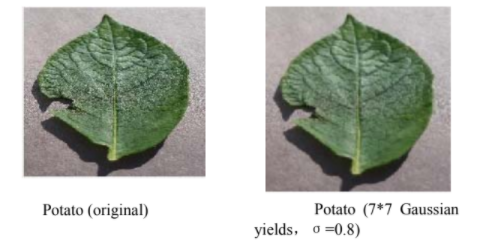 Potato (original)
Potato (7*7 Gaussian
yields， σ =0.8)